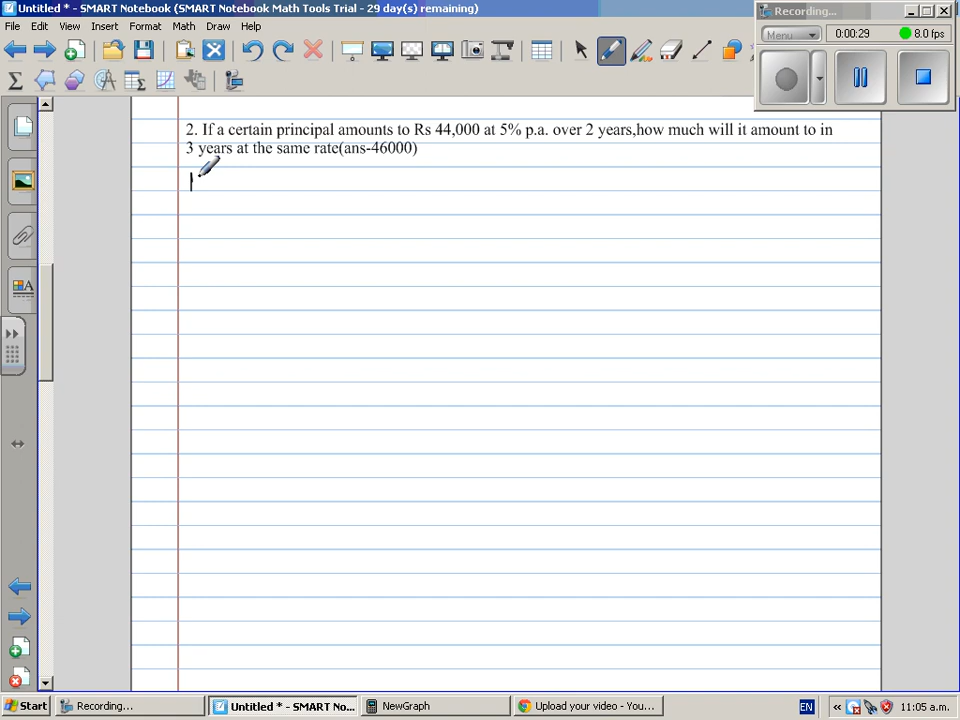 Untitled * - SMART Notebook (SMART Notebook Math Tools Trial - 29 day(s) remaining)
Recording...
File Edit View Insert Format Math Draw Help
Menu 0:00:29 8.0 fps
2. If a certain principal amounts to Rs 44,000 at 5% p.a. over 2 years,how much will it amount to in
3 years at the same rate(ans-46000)
Start Recording... Untitled * - SMART No... NewGraph Upload your video - Yo... EN « 11:05 a.m.